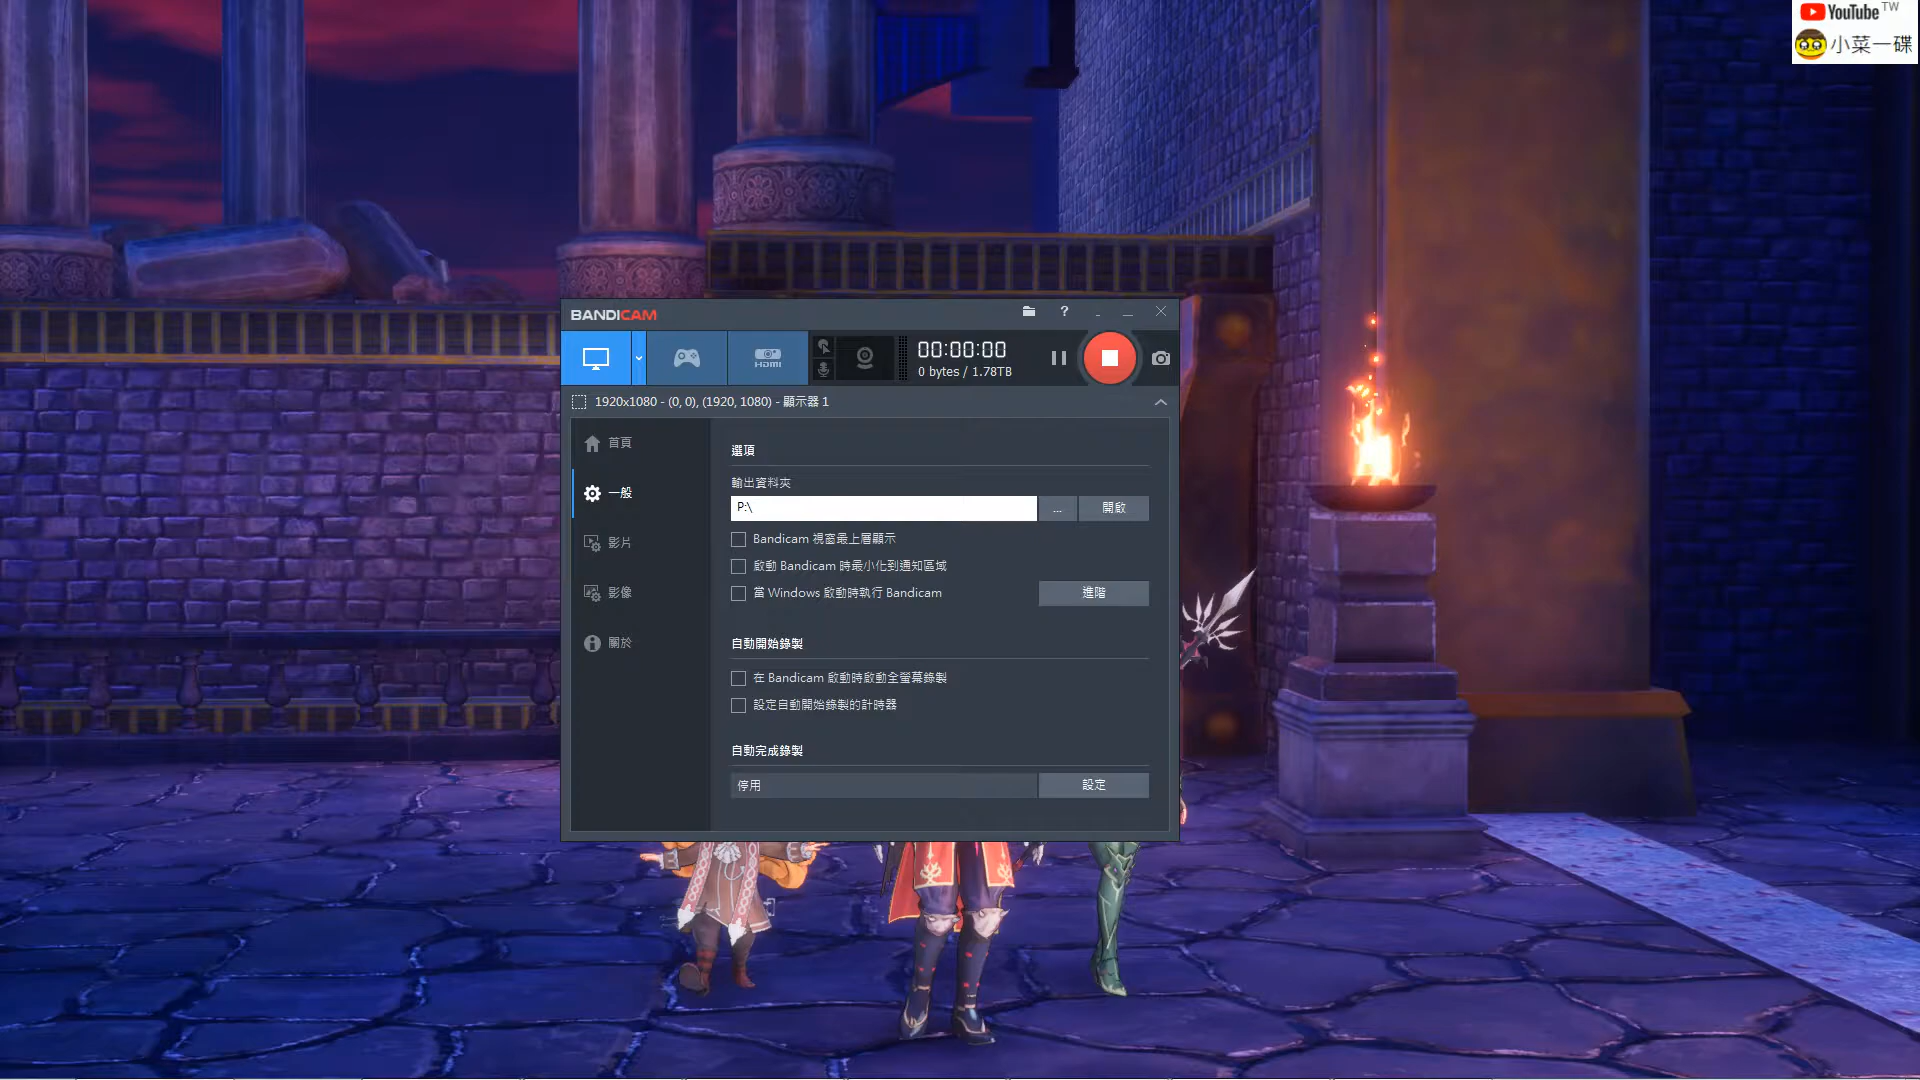 YouTube TW
小菜一碟
BANDICAM
?
HDMI
00:00:00
0 bytes / 1.78TB
1920x1080 - (0, 0), (1920, 1080) - 顯示器 1
首頁
一般
影片
影像
關於
選項
輸出資料夾
P:\
...
開啟
Bandicam 視窗最上層顯示
啟動 Bandicam 時最小化到通知區域
當 Windows 啟動時執行 Bandicam
進階
自動開始錄製
在 Bandicam 啟動時啟動全螢幕錄製
設定自動開始錄製的計時器
自動完成錄製
停用
設定